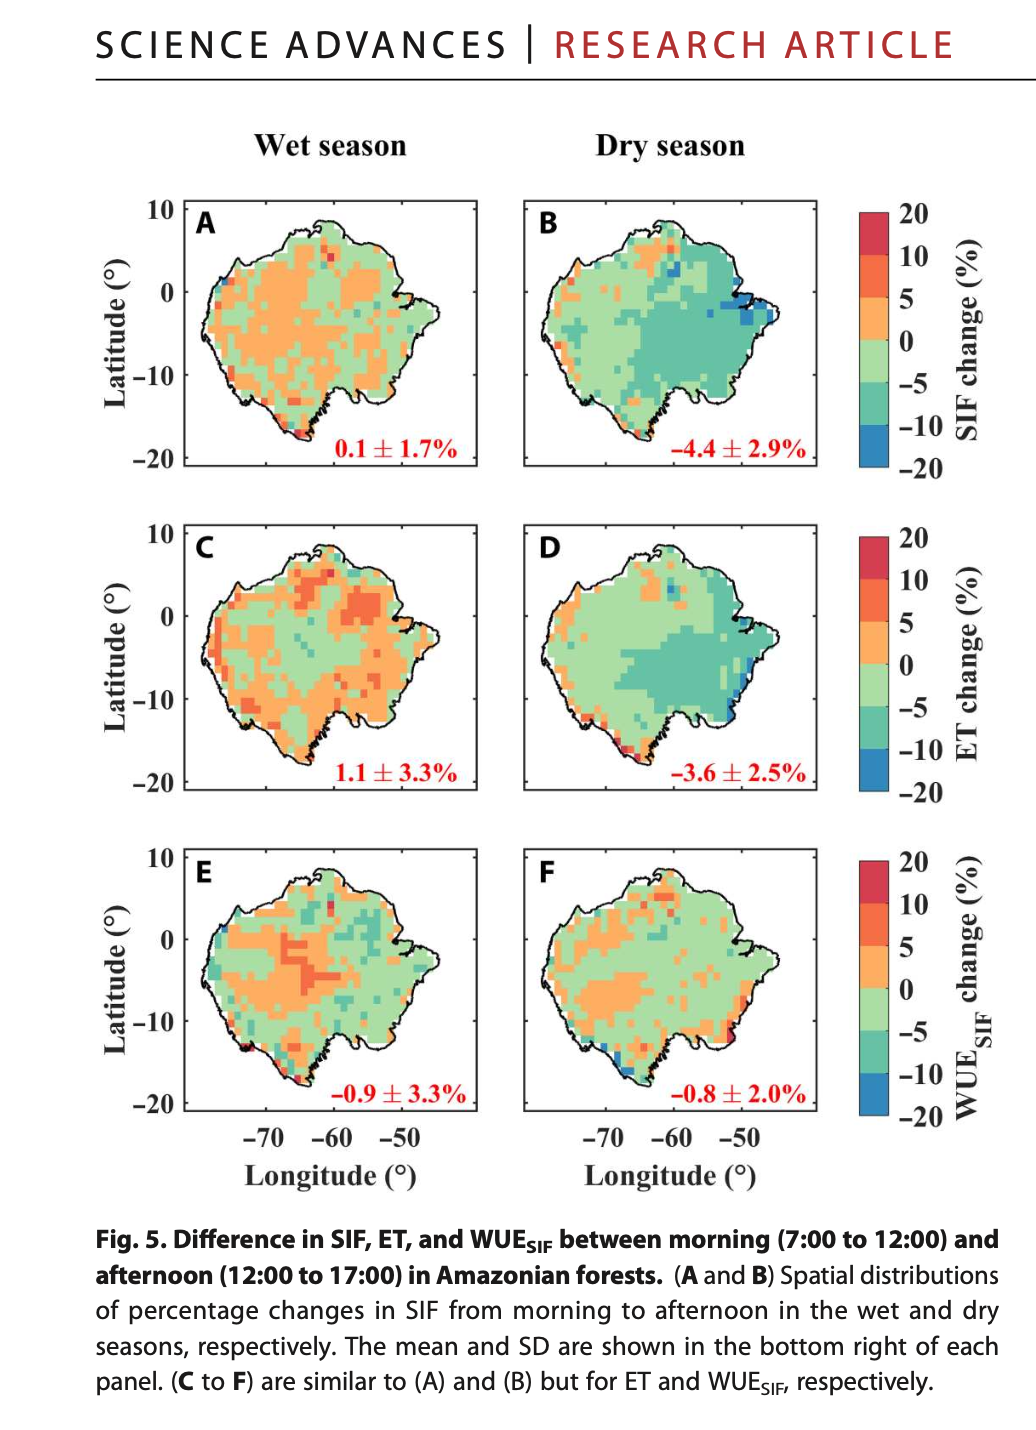 SCIENCE ADVANCES | RESEARCH ARTICLE
Wet season Dry season
A
B
10
0
−10
−20
Latitude (°)
0.1 ± 1.7%
−4.4 ± 2.9%
20
10
5
0
−5
−10
−20
SIF change (%)
C
D
10
0
−10
−20
Latitude (°)
1.1 ± 3.3%
−3.6 ± 2.5%
20
10
5
0
−5
−10
−20
ET change (%)
E
F
10
0
−10
−20
Latitude (°)
−0.9 ± 3.3%
−0.8 ± 2.0%
20
10
5
0
−5
−10
−20
WUESIF change (%)
−70 −60 −50 −70 −60 −50
Longitude (°) Longitude (°)
Fig. 5. Difference in SIF, ET, and WUESIF between morning (7:00 to 12:00) and
afternoon (12:00 to 17:00) in Amazonian forests. (A and B) Spatial distributions
of percentage changes in SIF from morning to afternoon in the wet and dry
seasons, respectively. The mean and SD are shown in the bottom right of each
panel. (C to F) are similar to (A) and (B) but for ET and WUESIF, respectively.